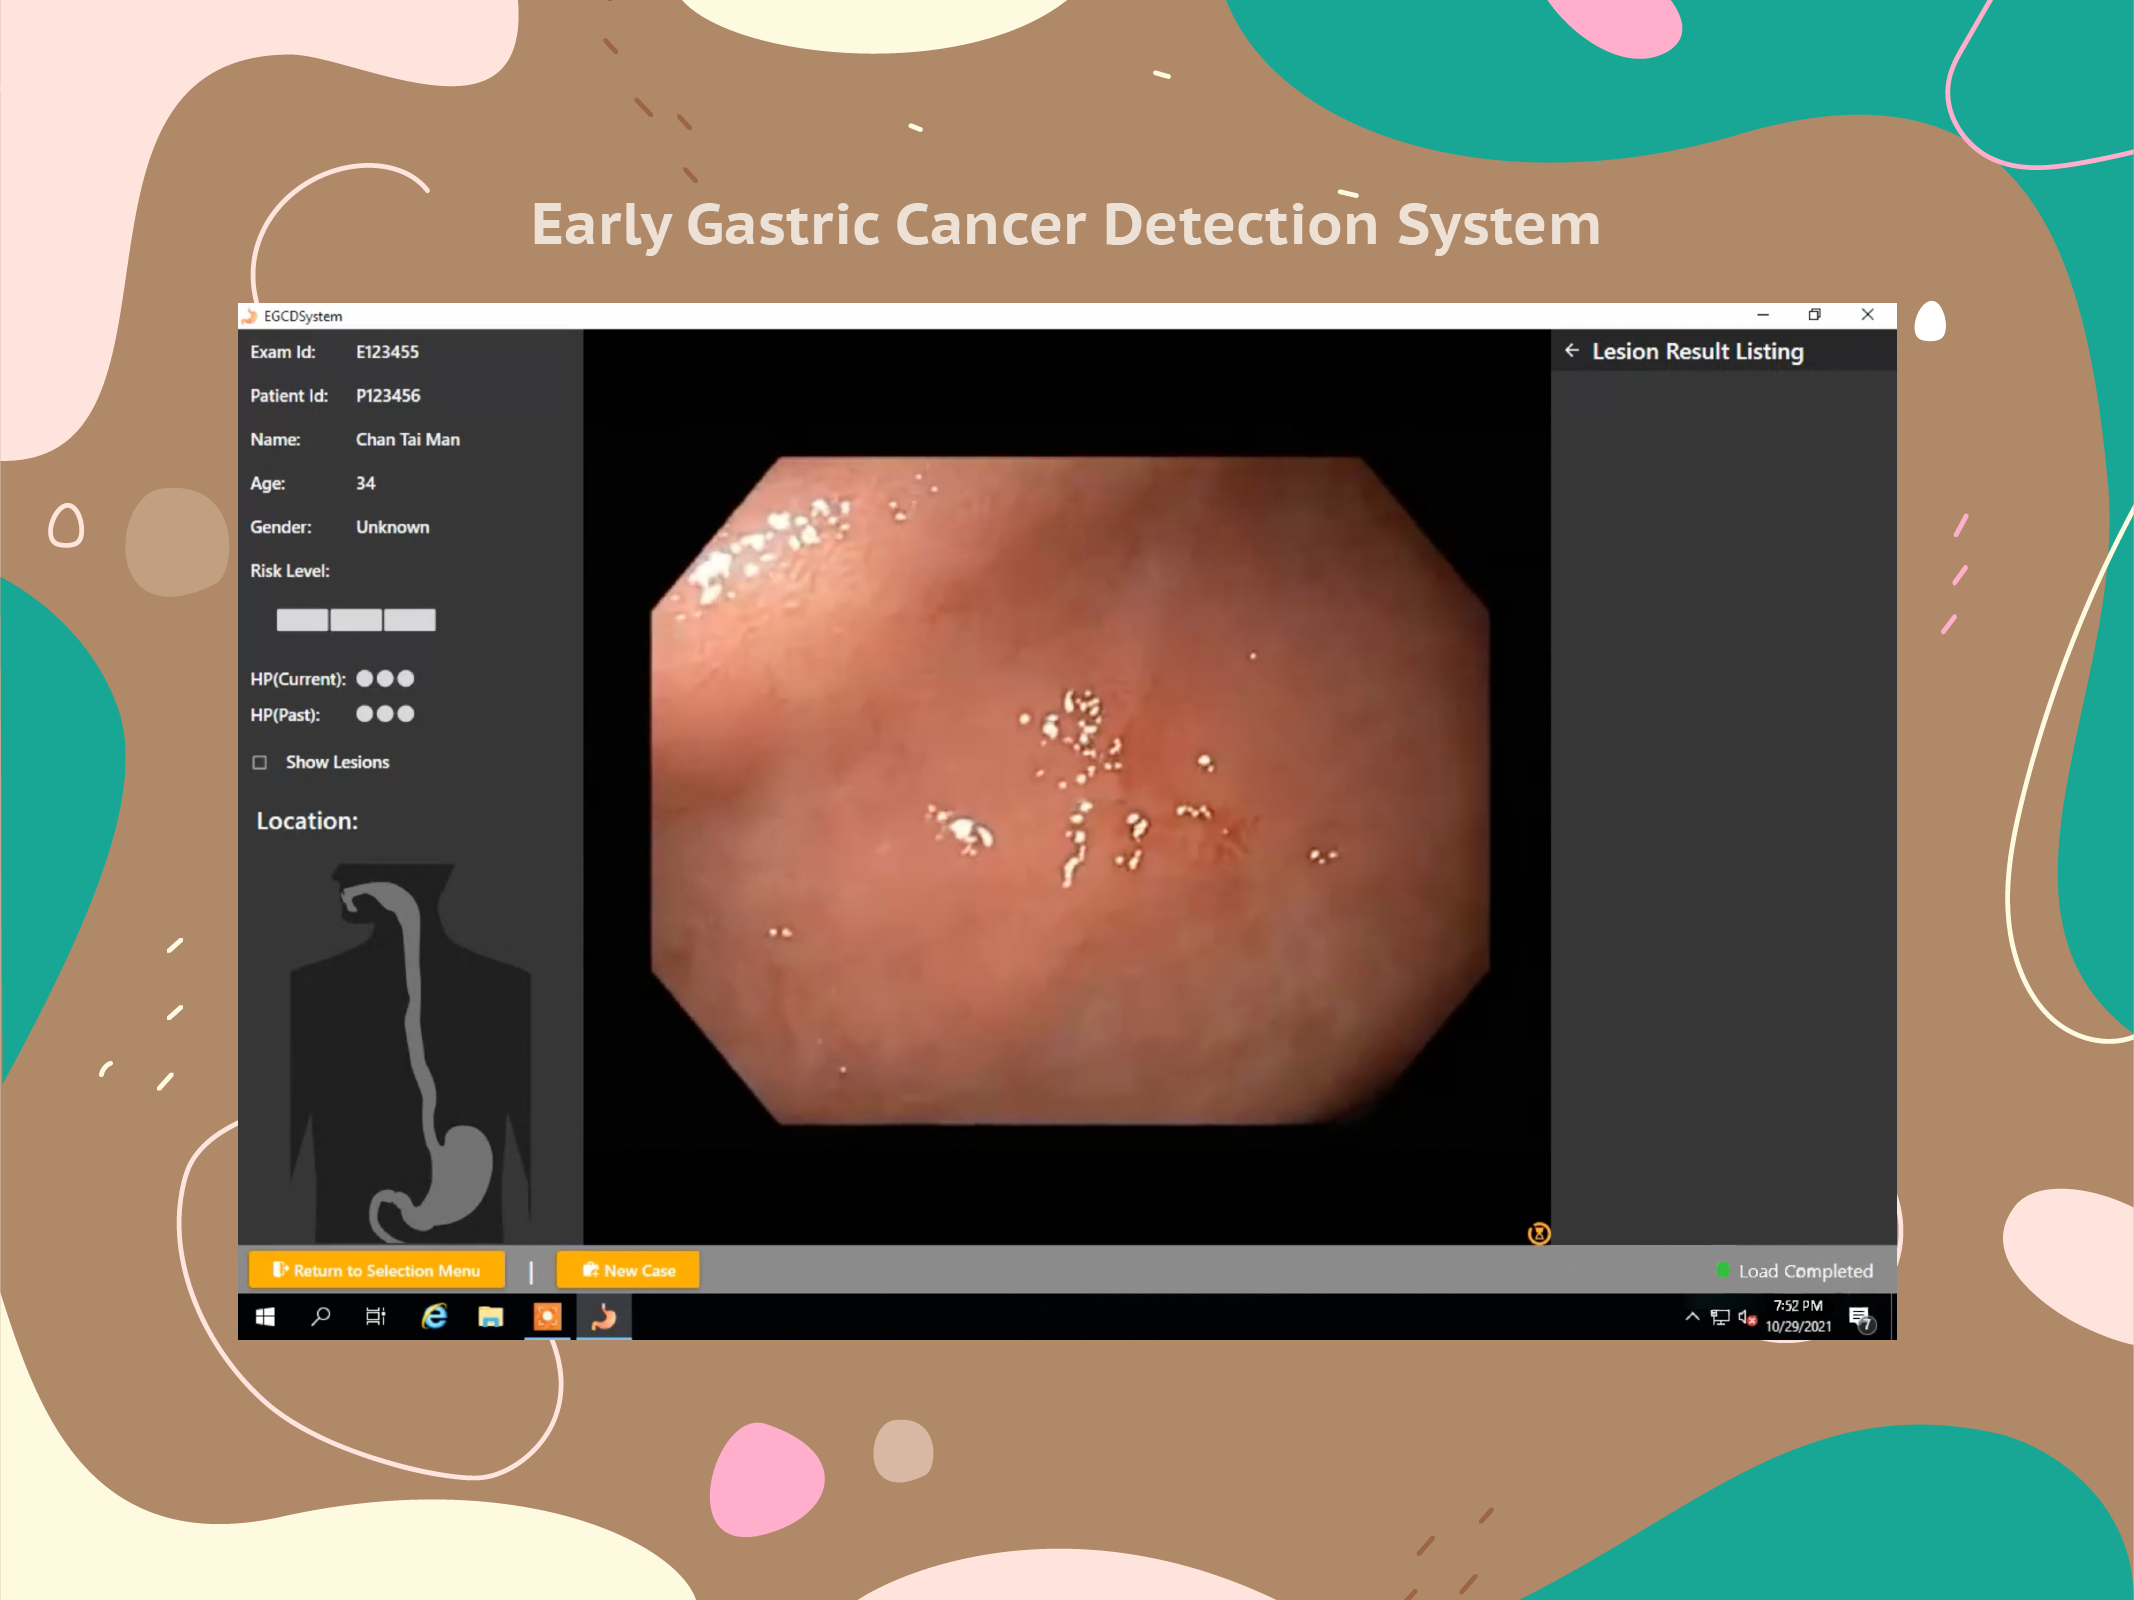 Early Gastric Cancer Detection System
EGCDSystem
Exam Id: E123455
Patient Id: P123456
Name: Chan Tai Man
Age: 34
Gender: Unknown
Risk Level:
HP(Current):
HP(Past):
Show Lesions
Location:
Lesion Result Listing
Return to Selection Menu | New Case
Load Completed
7:52 PM
10/29/2021
7